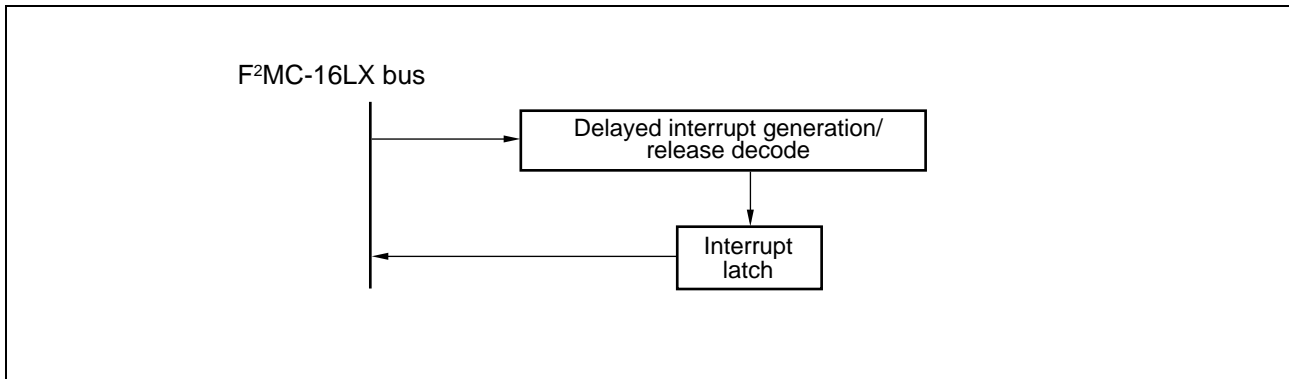 F²MC-16LX bus
Delayed interrupt generation/
release decode
Interrupt
latch